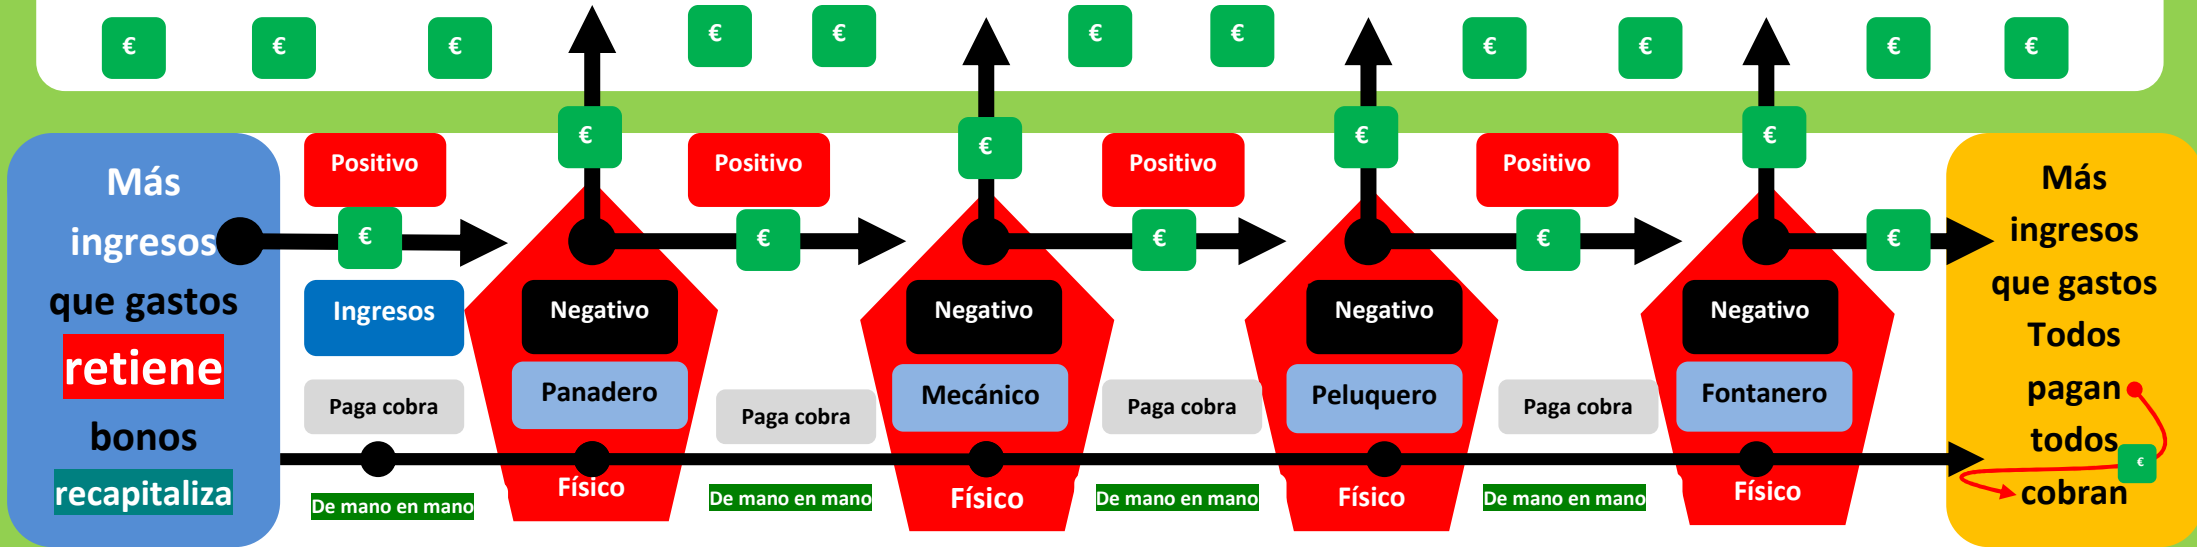 € € € € € € € € € € € €
€ € € €
Más
ingresos
que gastos
retiene
bonos
recapitaliza
Positivo
€
Ingresos
Paga cobra
De mano en mano
Negativo
Panadero
Físico
Positivo
€
Paga cobra
De mano en mano
Negativo
Mecánico
Físico
Positivo
€
Paga cobra
De mano en mano
Negativo
Peluquero
Físico
Positivo
€
Paga cobra
De mano en mano
Negativo
Fontanero
Físico
€
Más
ingresos
que gastos
Todos
pagan
todos
€
cobran